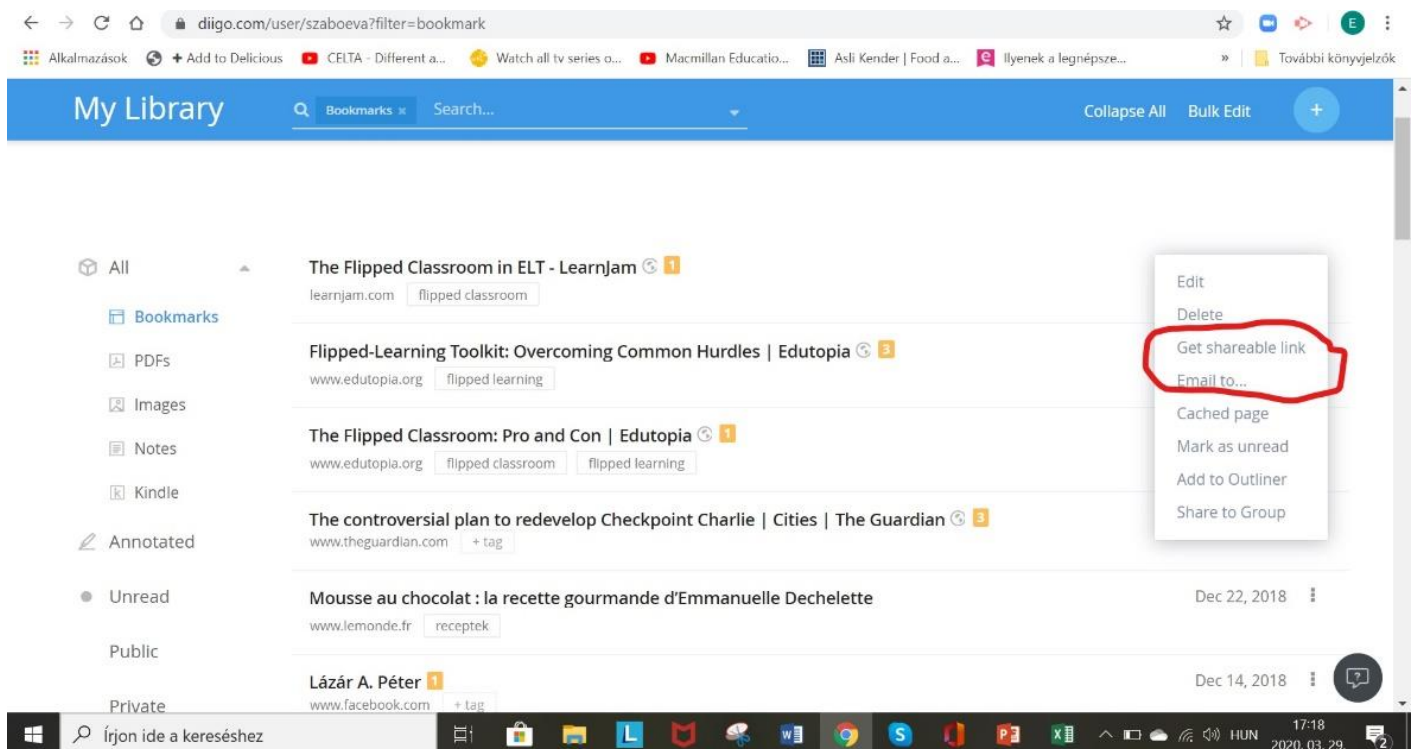 diigo.com/user/szaboeva?filter=bookmark
E
Alkalmazások + Add to Delicious CELTA - Different a... Watch all tv series o... Macmillan Educatio... Asli Kender | Food a... Ilyenek a legnépsze... » További könyvjelzők
My Library Bookmarks × Search... Collapse All Bulk Edit +
All
Bookmarks
PDFs
Images
Notes
Kindle
Annotated
Unread
Public
Private
The Flipped Classroom in ELT - LearnJam 1
learnjam.com flipped classroom
Flipped-Learning Toolkit: Overcoming Common Hurdles | Edutopia 3
www.edutopia.org flipped learning
The Flipped Classroom: Pro and Con | Edutopia 1
www.edutopia.org flipped classroom flipped learning
The controversial plan to redevelop Checkpoint Charlie | Cities | The Guardian 3
www.theguardian.com + tag
Mousse au chocolat : la recette gourmande d'Emmanuelle Dechelette Dec 22, 2018
www.lemonde.fr receptek
Lázár A. Péter 1 Dec 14, 2018
www.facebook.com + tag
Edit
Delete
Get shareable link
Email to...
Cached page
Mark as unread
Add to Outliner
Share to Group
Írjon ide a kereséshez
L
HUN
17:18
2020. 03. 29.
2